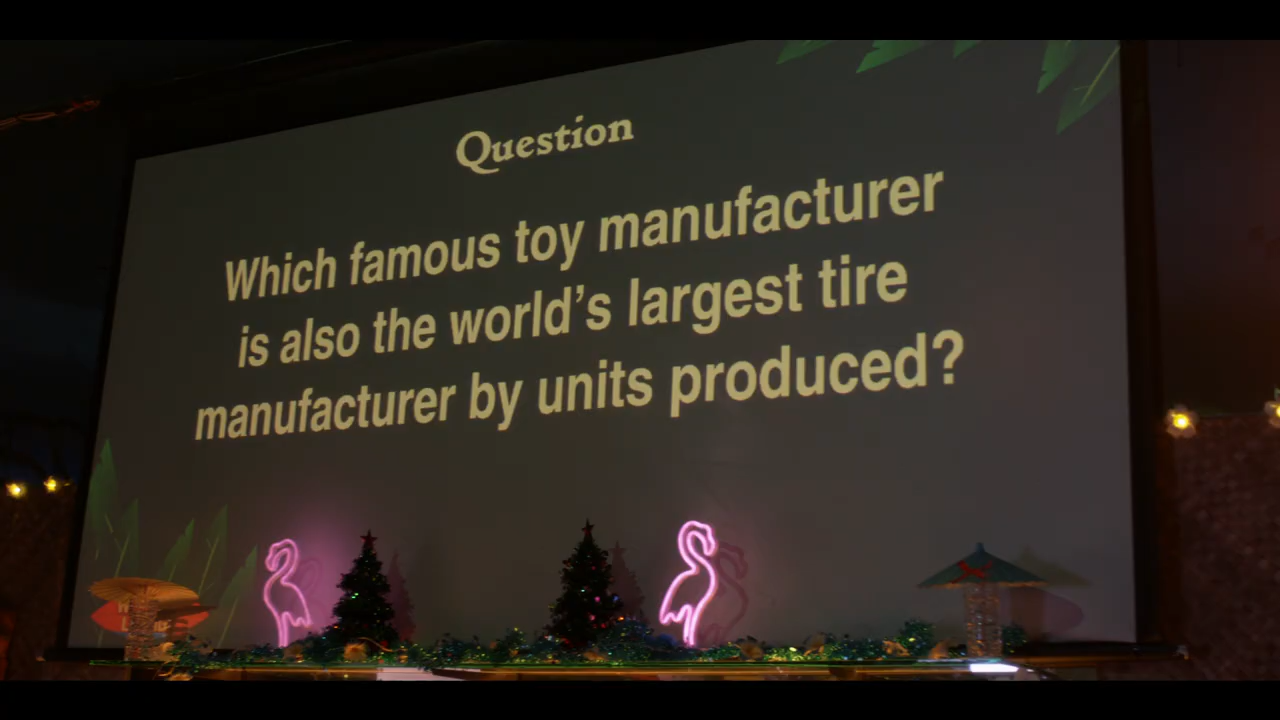 Question
Which famous toy manufacturer
is also the world's largest tire
manufacturer by units produced?